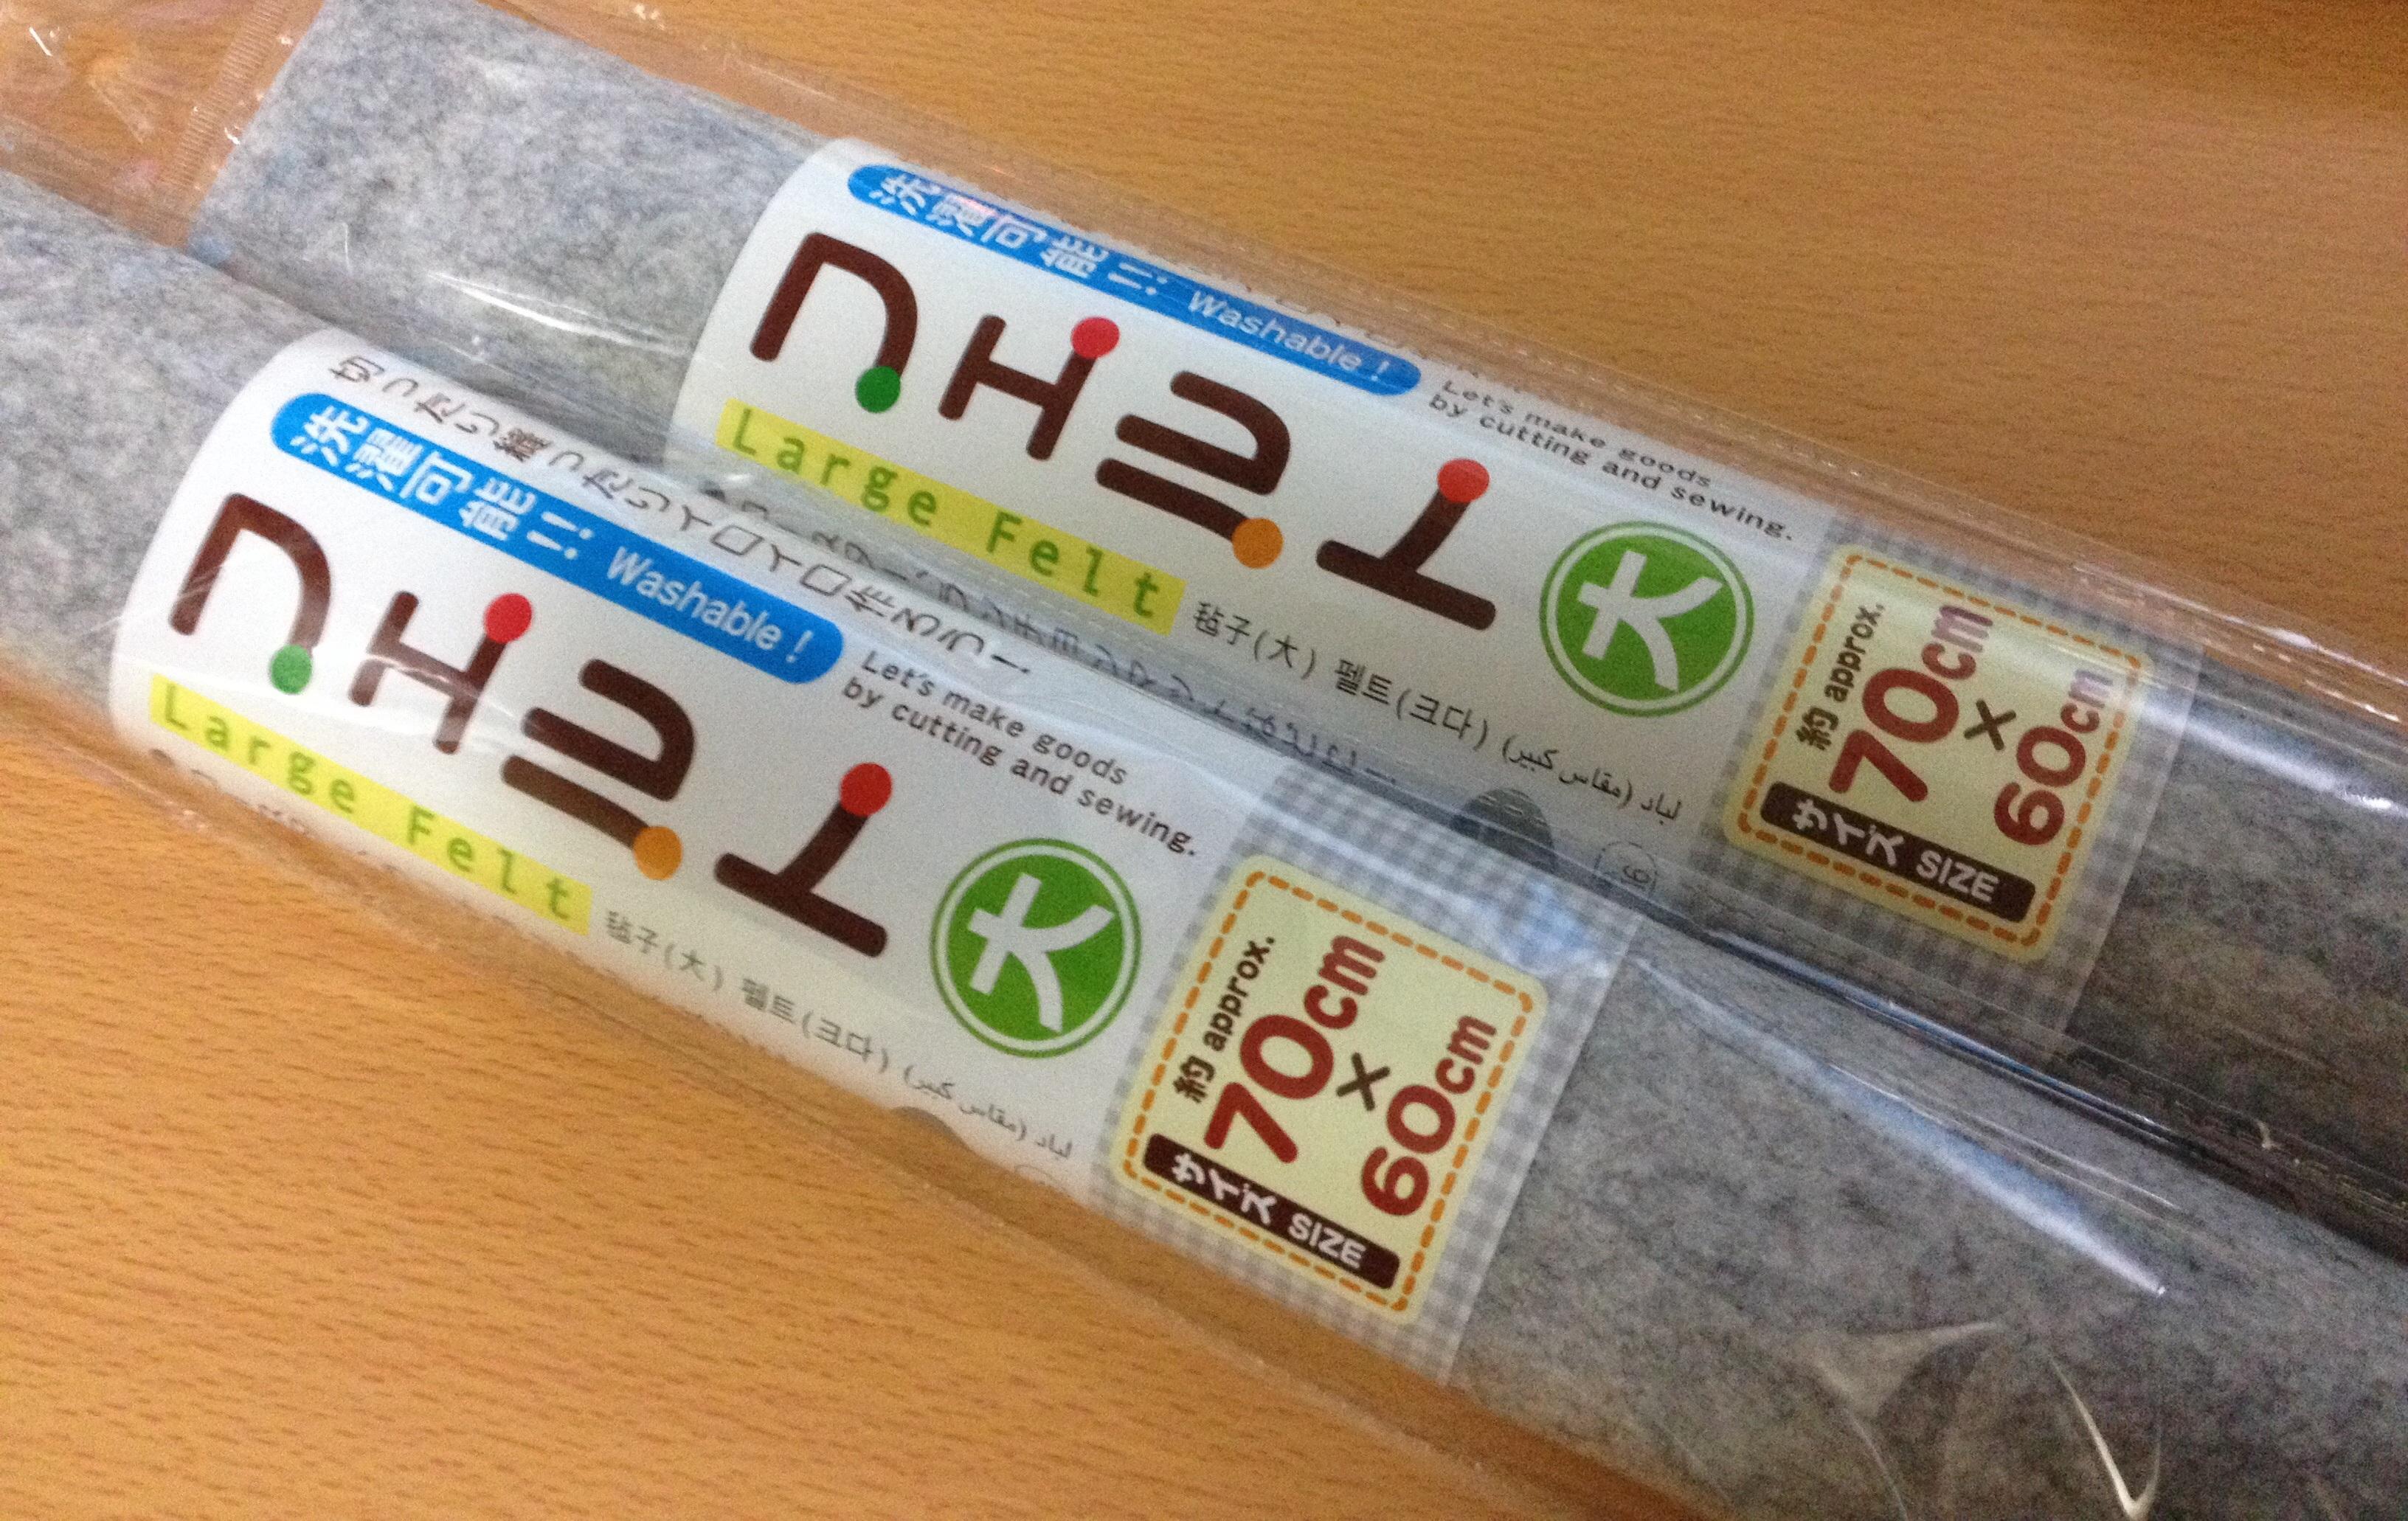 洗濯可能!! Washable!
フェルト 大
Let's make goods
by cutting and sewing.
Large Felt
毡子(大) 펠트(크다) لباد (مقاس كبير)
約 approx.
70cm
×
60cm
サイズ SIZE
切ったり縫ったりイロイロ作ろう!
洗濯可能!! Washable!
フェルト 大
Let's make goods
by cutting and sewing.
Large Felt
毡子(大) 펠트(크다) لباد (مقاس كبير)
約 approx.
70cm
×
60cm
サイズ SIZE